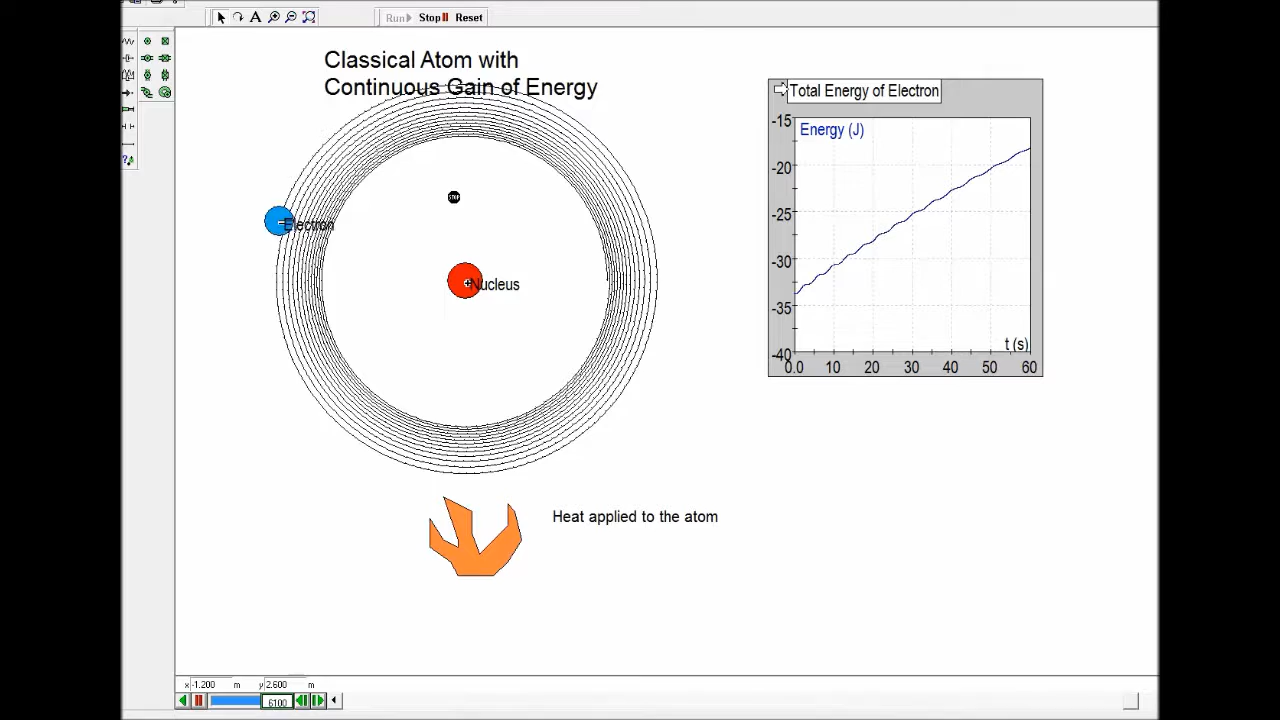 A
Run
Stop
Reset
Classical Atom with
Continuous Gain of Energy
STOP
Electron
Nucleus
Heat applied to the atom
Total Energy of Electron
Energy (J)
-15
-20
-25
-30
-35
-40
t (s)
0.0 10 20 30 40 50 60
x -1.200 m y 2.600 m
6100